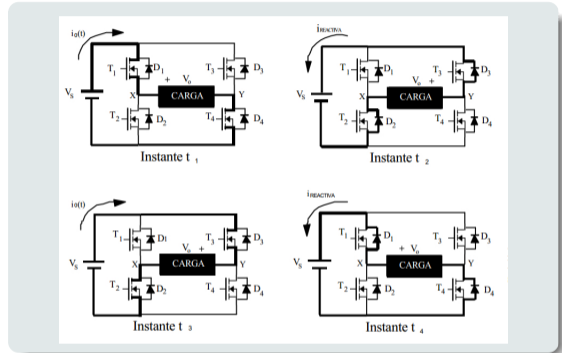 i₀(t)
T₁ D₁ + Vₒ T₃ D₃
Vₛ X CARGA Y
T₂ D₂ T₄ D₄
Instante t ₁
iREACTIVA
T₁ D₁ Vₒ + T₃ D₃
Vₛ X CARGA Y
T₂ D₂ T₄ D₄
Instante t ₂
i₀(t)
T₁ D₁ Vₒ + T₃ D₃
Vₛ X CARGA Y
T₂ D₂ T₄ D₄
Instante t ₃
iREACTIVA
T₁ D₁ + Vₒ T₃ D₃
Vₛ X CARGA Y
T₂ D₂ T₄ D₄
Instante t ₄